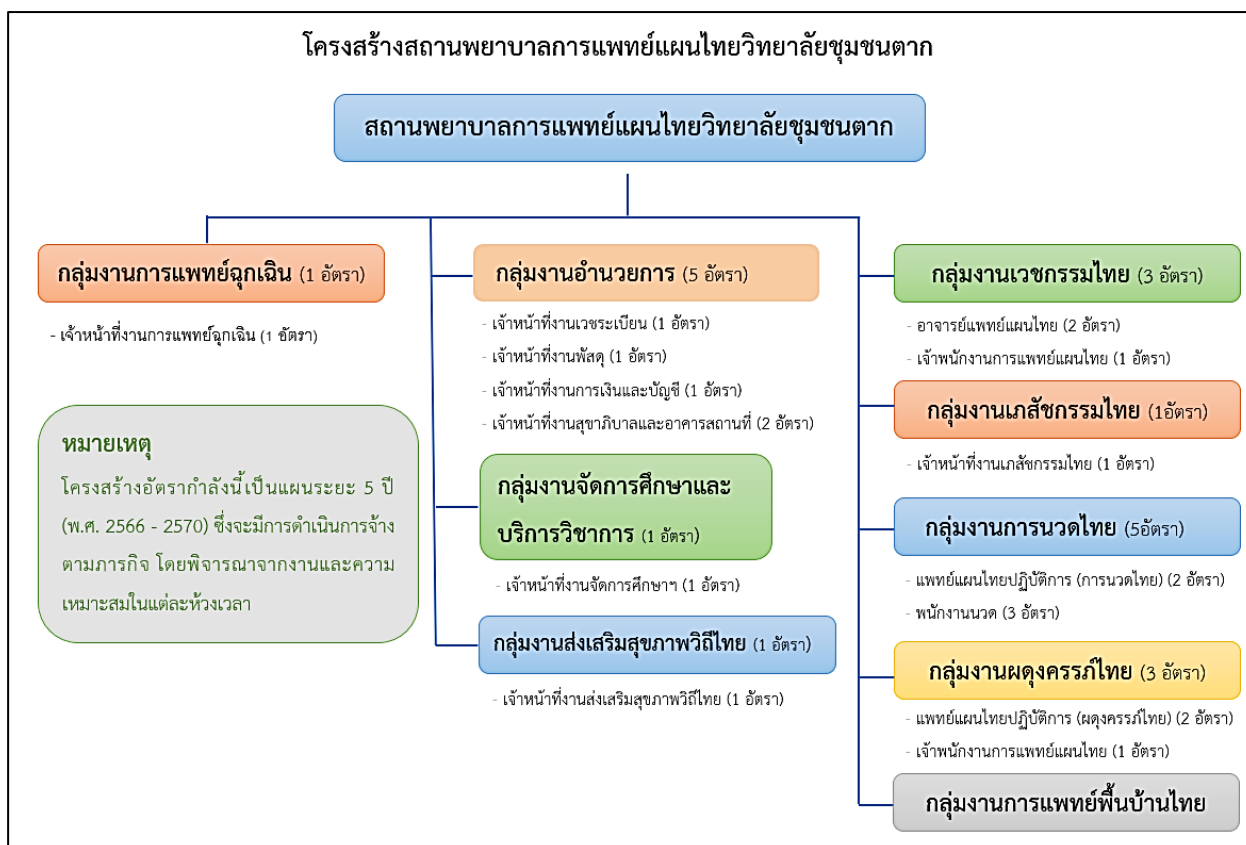 โครงสร้างสถานพยาบาลการแพทย์แผนไทยวิทยาลัยชุมชนตาก
สถานพยาบาลการแพทย์แผนไทยวิทยาลัยชุมชนตาก
กลุ่มงานการแพทย์ฉุกเฉิน (1 อัตรา)
- เจ้าหน้าที่งานการแพทย์ฉุกเฉิน (1 อัตรา)
หมายเหตุ
โครงสร้างอัตรากำลังนี้เป็นแผนระยะ 5 ปี
(พ.ศ. 2566 - 2570) ซึ่งจะมีการดำเนินการจ้าง
ตามภารกิจ โดยพิจารณาจากงานและความ
เหมาะสมในแต่ละห้วงเวลา
กลุ่มงานอำนวยการ (5 อัตรา)
- เจ้าหน้าที่งานเวชระเบียน (1 อัตรา)
- เจ้าหน้าที่งานพัสดุ (1 อัตรา)
- เจ้าหน้าที่งานการเงินและบัญชี (1 อัตรา)
- เจ้าหน้าที่งานสุขาภิบาลและอาคารสถานที่ (2 อัตรา)
กลุ่มงานจัดการศึกษาและ
บริการวิชาการ (1 อัตรา)
- เจ้าหน้าที่งานจัดการศึกษาฯ (1 อัตรา)
กลุ่มงานส่งเสริมสุขภาพวิถีไทย (1 อัตรา)
- เจ้าหน้าที่งานส่งเสริมสุขภาพวิถีไทย (1 อัตรา)
กลุ่มงานเวชกรรมไทย (3 อัตรา)
- อาจารย์แพทย์แผนไทย (2 อัตรา)
- เจ้าพนักงานการแพทย์แผนไทย (1 อัตรา)
กลุ่มงานเภสัชกรรมไทย (1อัตรา)
- เจ้าหน้าที่งานเภสัชกรรมไทย (1 อัตรา)
กลุ่มงานการนวดไทย (5อัตรา)
- แพทย์แผนไทยปฏิบัติการ (การนวดไทย) (2 อัตรา)
- พนักงานนวด (3 อัตรา)
กลุ่มงานผดุงครรภ์ไทย (3 อัตรา)
- แพทย์แผนไทยปฏิบัติการ (ผดุงครรภ์ไทย) (2 อัตรา)
- เจ้าพนักงานการแพทย์แผนไทย (1 อัตรา)
กลุ่มงานการแพทย์พื้นบ้านไทย